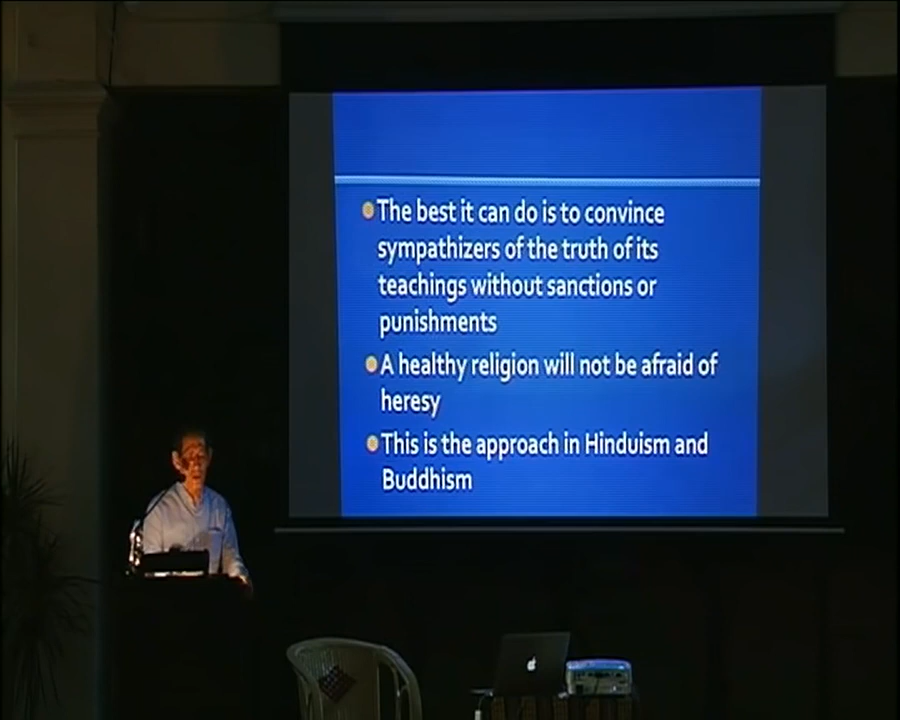 The best it can do is to convince
sympathizers of the truth of its
teachings without sanctions or
punishments
A healthy religion will not be afraid of
heresy
This is the approach in Hinduism and
Buddhism